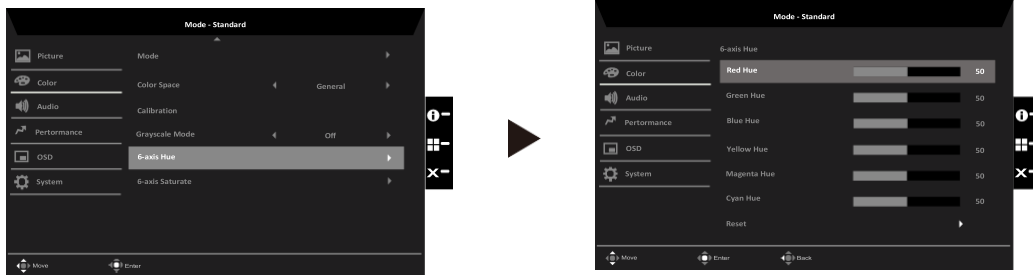 Mode - Standard
Picture
Mode
Color
Color Space General
Audio
Calibration
Pertormance
Grayscale Mode Off
OSD
6-axis Hue
System
6-axis Saturate
Move Enter
Mode - Standard
Picture
6-axis Hue
Color
Red Hue 50
Audio
Green Hue 50
Pertormance
Blue Hue 50
OSD
Yellow Hue 50
System
Magenta Hue 50
Cyan Hue 50
Reset
Move Enter Back